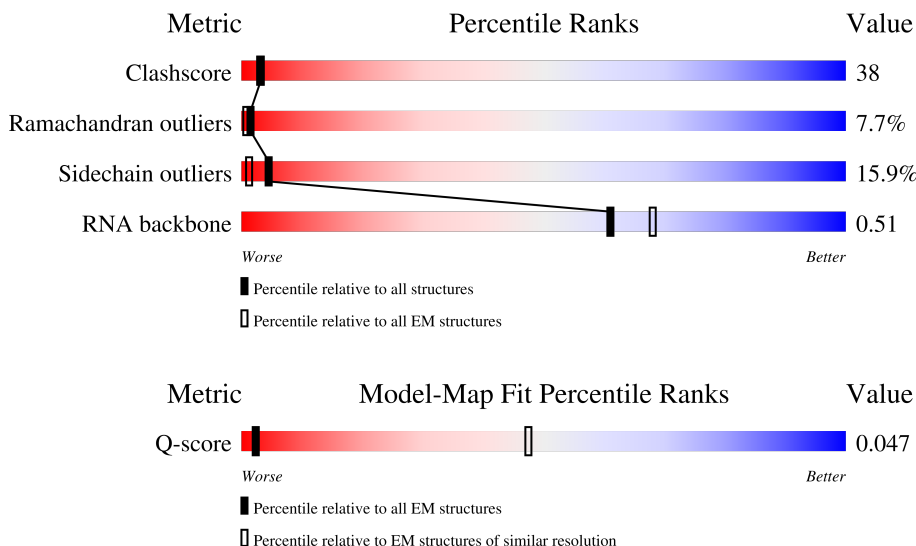 Metric Percentile Ranks Value
Clashscore 38
Ramachandran outliers 7.7%
Sidechain outliers 15.9%
RNA backbone 0.51
Worse Better
Percentile relative to all structures
Percentile relative to all EM structures
Metric Model-Map Fit Percentile Ranks Value
Q-score 0.047
Worse Better
Percentile relative to all EM structures
Percentile relative to EM structures of similar resolution